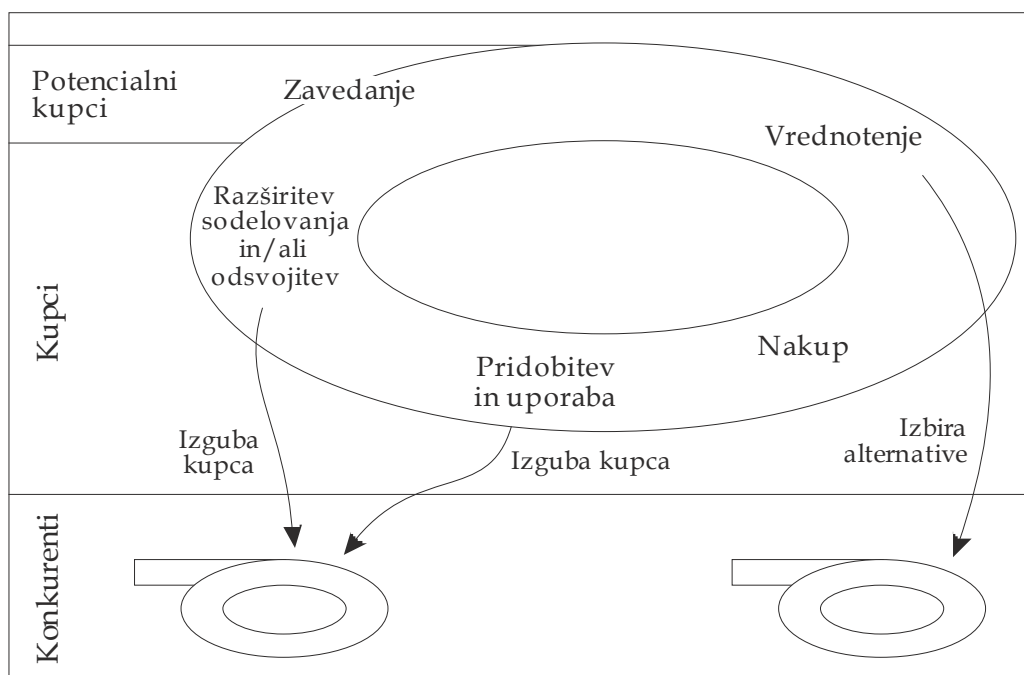 Potencialni
kupci
Zavedanje
Vrednotenje
Razširitev
sodelovanja
in/ali
odsvojitev
Kupci
Nakup
Pridobitev
in uporaba
Izguba
kupca
Izguba kupca
Izbira
alternative
Konkurenti